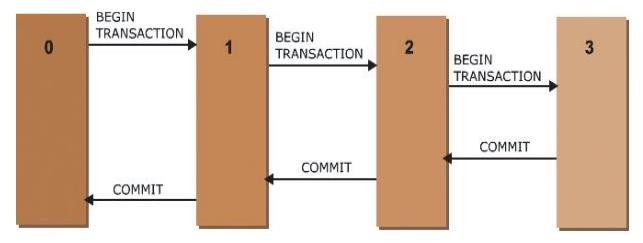 BEGIN
TRANSACTION
0
1
BEGIN
TRANSACTION
2
BEGIN
TRANSACTION
3
COMMIT
COMMIT
COMMIT